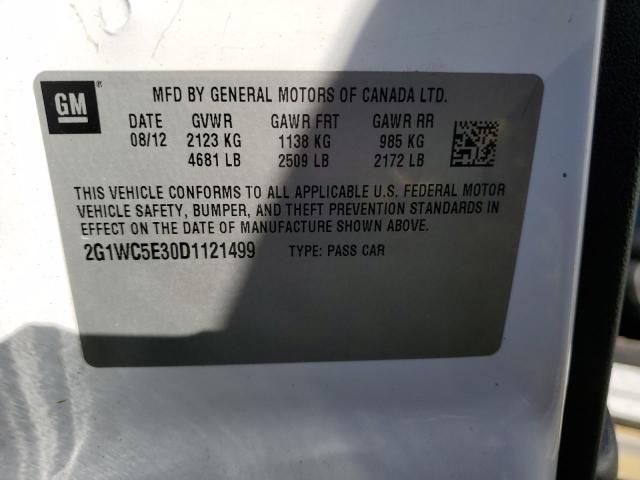 GM
MFD BY GENERAL MOTORS OF CANADA LTD.
DATE GVWR GAWR FRT GAWR RR
08/12 2123 KG 1138 KG 985 KG
4681 LB 2509 LB 2172 LB
THIS VEHICLE CONFORMS TO ALL APPLICABLE U.S. FEDERAL MOTOR
VEHICLE SAFETY, BUMPER, AND THEFT PREVENTION STANDARDS IN
EFFECT ON THE DATE OF MANUFACTURE SHOWN ABOVE.
2G1WC5E30D1121499 TYPE: PASS CAR